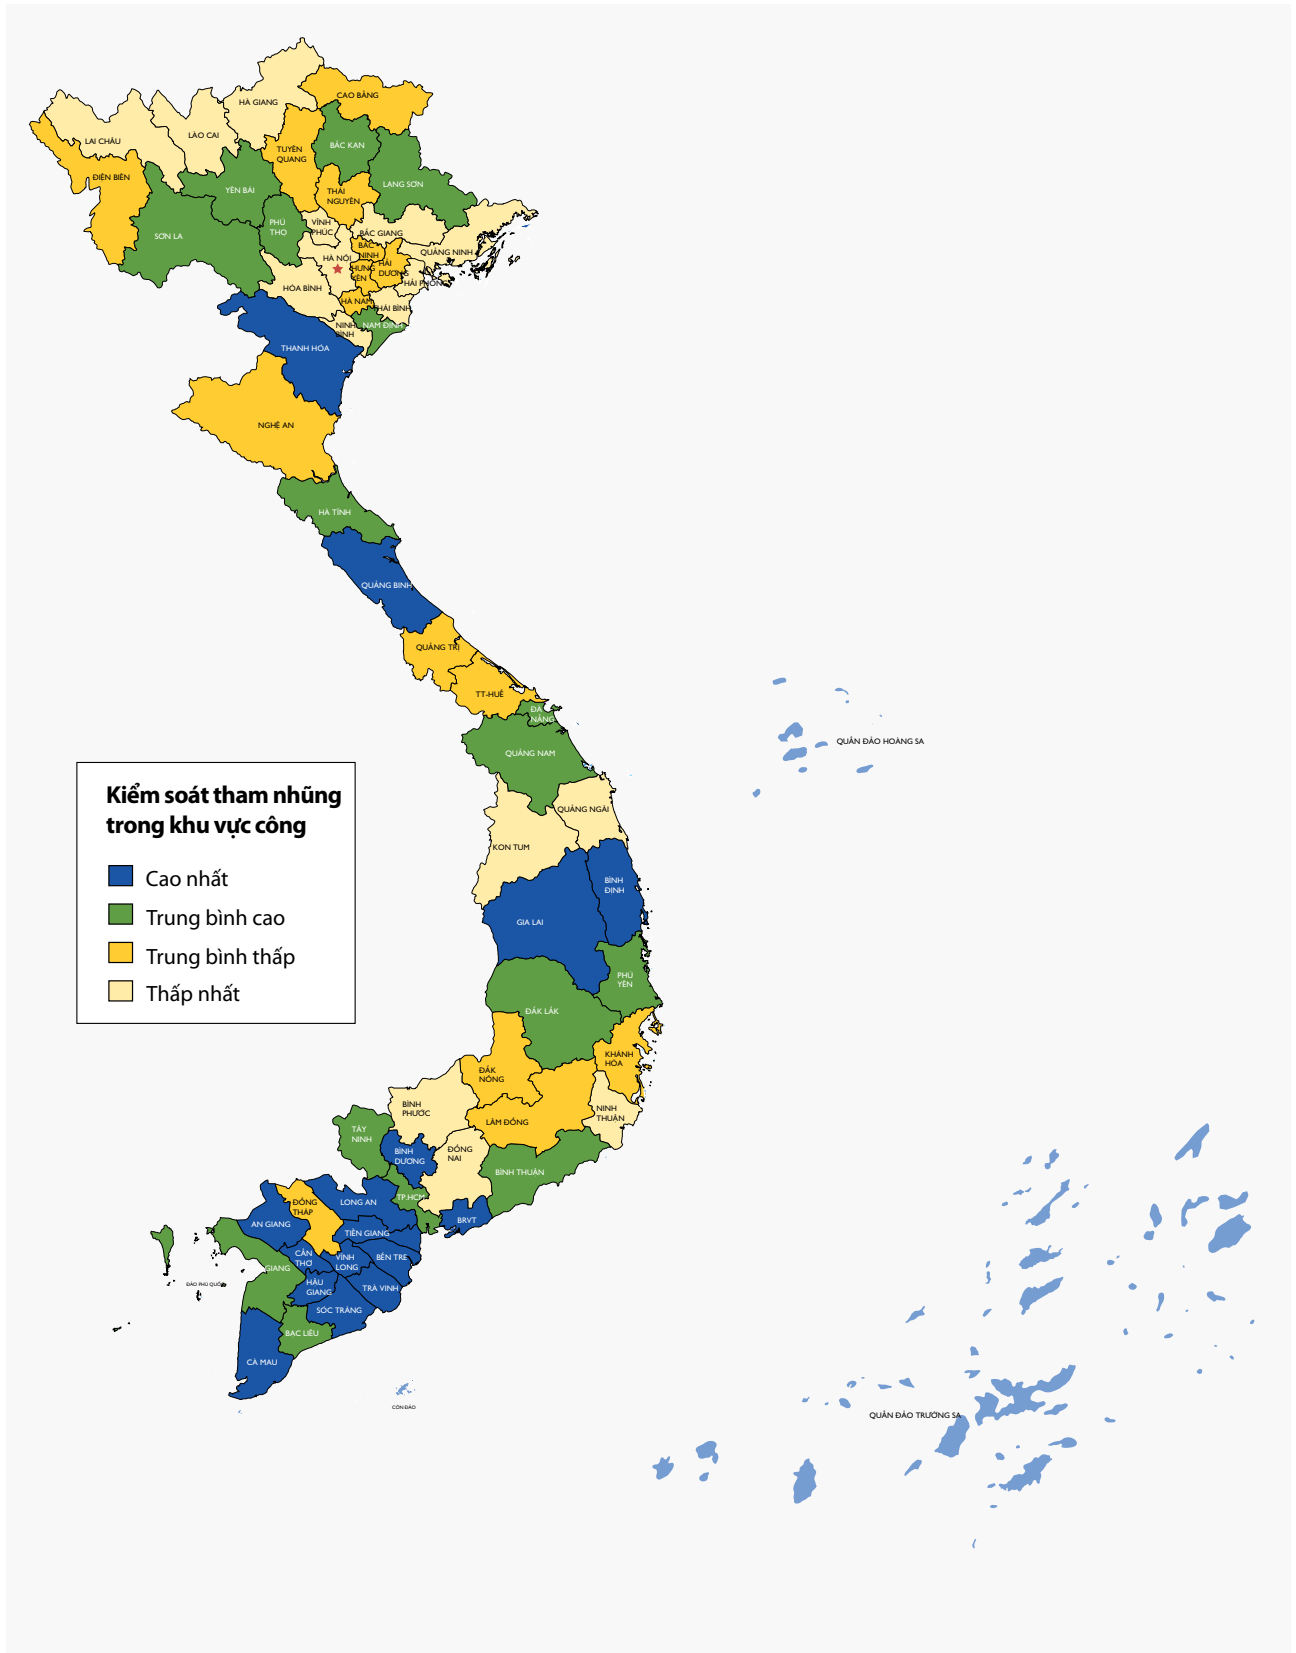 HÀ GIANG
CAO BẰNG
LAI CHÂU
LÀO CAI
BẮC KẠN
TUYÊN
QUANG
ĐIỆN BIÊN
YÊN BÁI
LẠNG SƠN
THÁI
NGUYÊN
PHÚ
THỌ
VĨNH
PHÚC
BẮC GIANG
SƠN LA
BẮC
NINH
QUẢNG NINH
HÀ NỘI
HƯNG
YÊN
HẢI
DƯƠNG
HẢI PHÒNG
HÒA BÌNH
HÀ NAM
THÁI BÌNH
NINH
BÌNH
NAM ĐỊNH
THANH HÓA
NGHỆ AN
HÀ TĨNH
QUẢNG BÌNH
QUẢNG TRỊ
TT-HUẾ
ĐÀ
NẴNG
QUẢNG NAM
QUẦN ĐẢO HOÀNG SA
Kiểm soát tham nhũng
trong khu vực công
Cao nhất
Trung bình cao
Trung bình thấp
Thấp nhất
QUẢNG NGÃI
KON TUM
BÌNH
ĐỊNH
GIA LAI
PHÚ
YÊN
ĐẮK LẮK
KHÁNH
HÒA
ĐẮK
NÔNG
BÌNH
PHƯỚC
NINH
THUẬN
LÂM ĐỒNG
TÂY
NINH
BÌNH
DƯƠNG
ĐỒNG
NAI
BÌNH THUẬN
TP.HCM
LONG AN
ĐỒNG
THÁP
AN GIANG
BRVT
TIỀN GIANG
CẦN
THƠ
VĨNH
LONG
BẾN TRE
GIANG
HẬU
GIANG
TRÀ VINH
ĐẢO PHÚ QUỐC
SÓC TRĂNG
BẠC LIÊU
CÀ MAU
CÔN ĐẢO
QUẦN ĐẢO TRƯỜNG SA